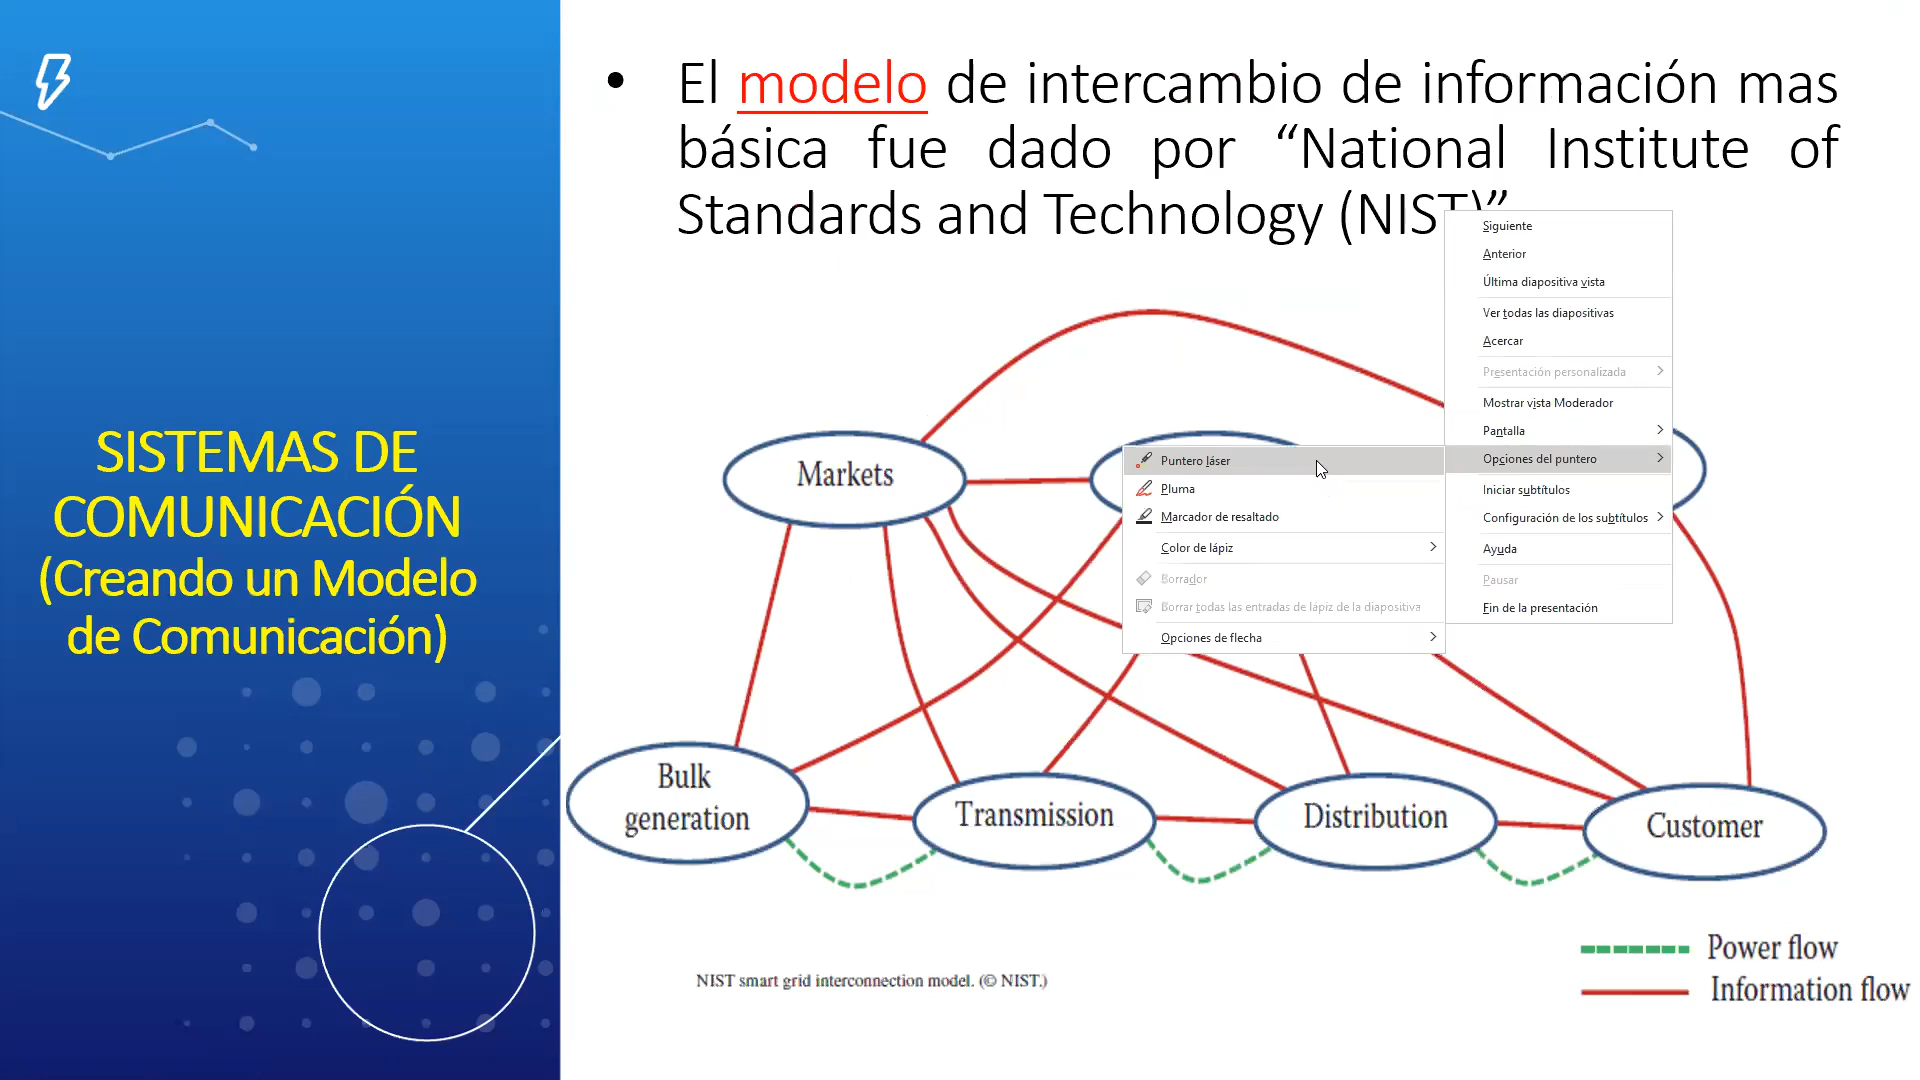 SISTEMAS DE
COMUNICACIÓN
(Creando un Modelo
de Comunicación)
• El modelo de intercambio de información mas
básica fue dado por “National Institute of
Standards and Technology (NIST)”
Siguiente
Anterior
Última diapositiva vista
Ver todas las diapositivas
Acercar
Presentación personalizada
Mostrar vista Moderador
Pantalla
Opciones del puntero
Iniciar subtítulos
Configuración de los subtítulos
Ayuda
Pausar
Fin de la presentación
Puntero láser
Pluma
Marcador de resaltado
Color de lápiz
Borrador
Borrar todas las entradas de lápiz de la diapositiva
Opciones de flecha
Markets
Bulk
generation
Transmission
Distribution
Customer
Power flow
Information flow
NIST smart grid interconnection model. (© NIST.)